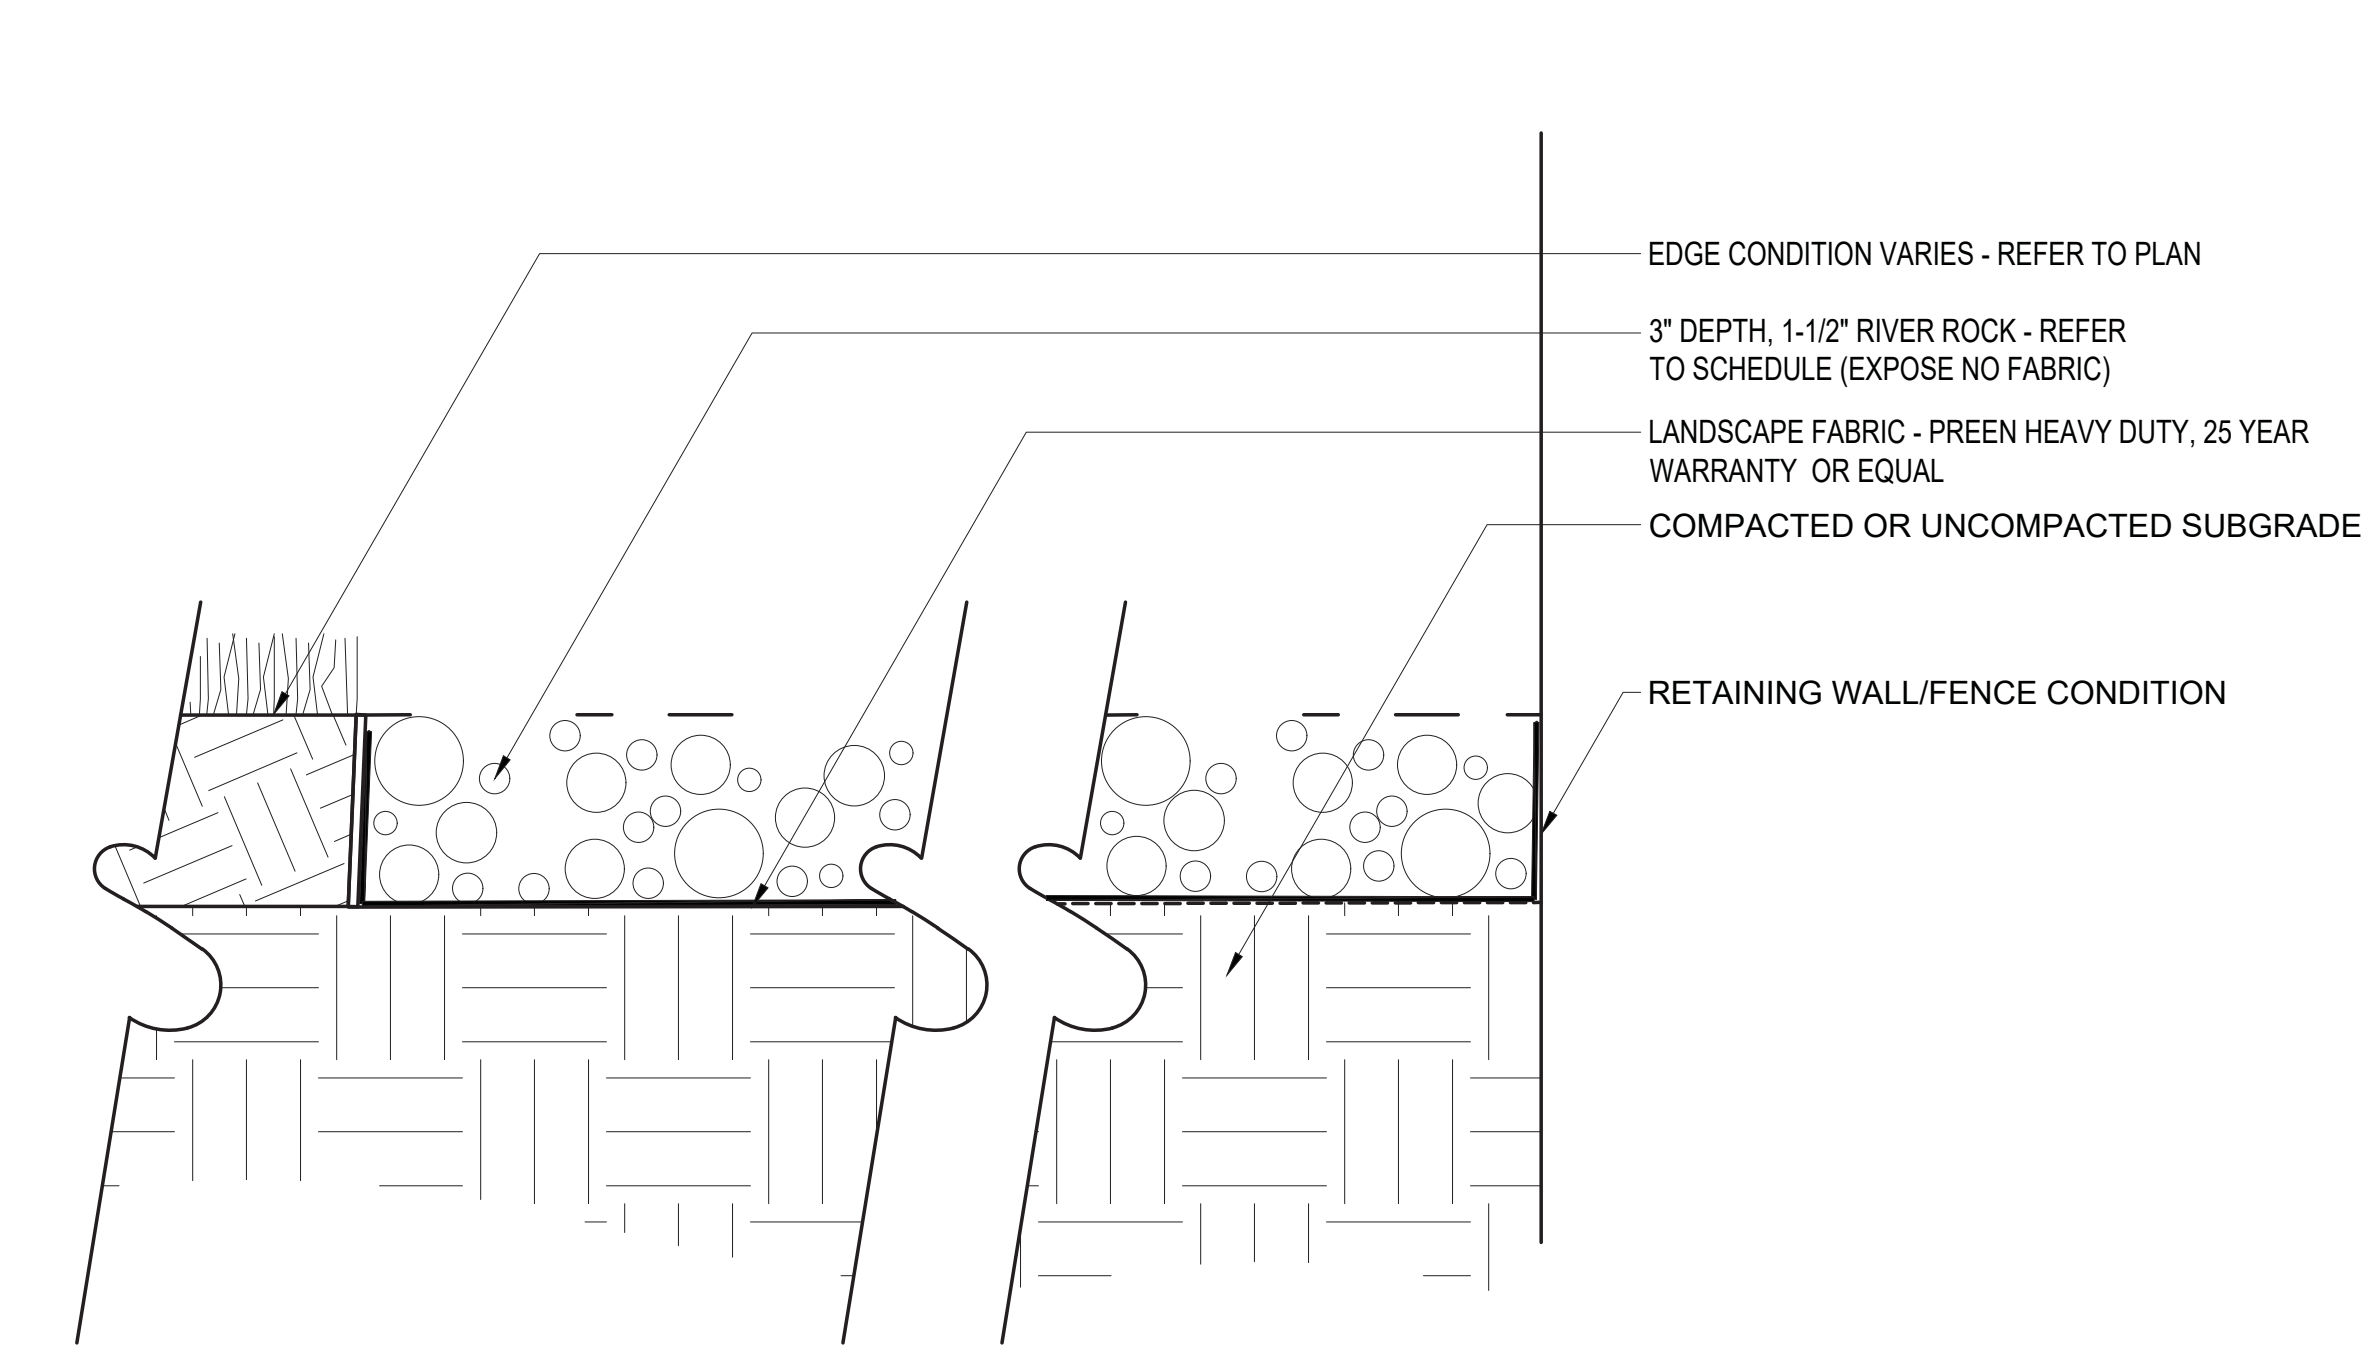 EDGE CONDITION VARIES - REFER TO PLAN
3" DEPTH, 1-1/2" RIVER ROCK - REFER
TO SCHEDULE (EXPOSE NO FABRIC)
LANDSCAPE FABRIC - PREEN HEAVY DUTY, 25 YEAR
WARRANTY  OR EQUAL
COMPACTED OR UNCOMPACTED SUBGRADE
RETAINING WALL/FENCE CONDITION